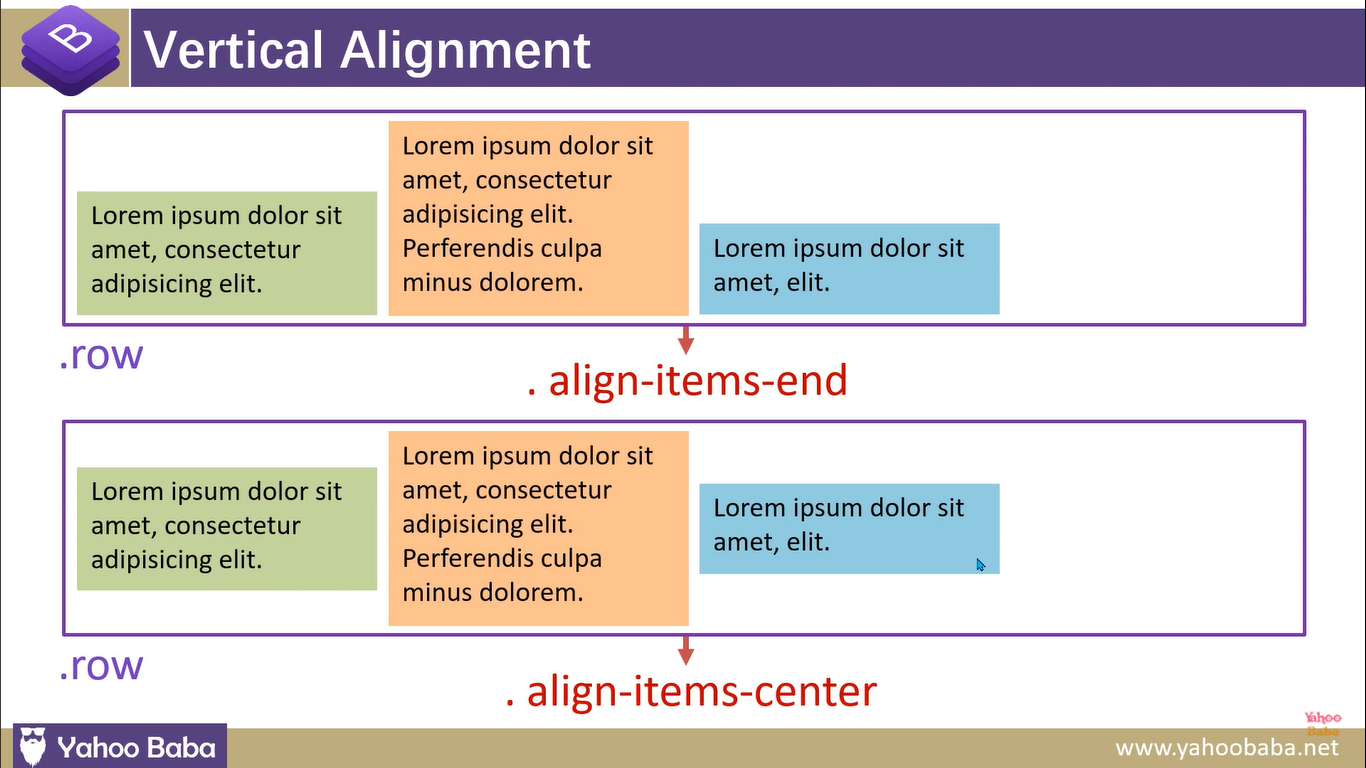 B
Vertical Alignment
Lorem ipsum dolor sit
amet, consectetur
adipisicing elit.
Lorem ipsum dolor sit
amet, consectetur
adipisicing elit.
Perferendis culpa
minus dolorem.
Lorem ipsum dolor sit
amet, elit.
.row
. align-items-end
Lorem ipsum dolor sit
amet, consectetur
adipisicing elit.
Lorem ipsum dolor sit
amet, consectetur
adipisicing elit.
Perferendis culpa
minus dolorem.
Lorem ipsum dolor sit
amet, elit.
.row
. align-items-center
Yahoo
Baba
Yahoo Baba
www.yahoobaba.net